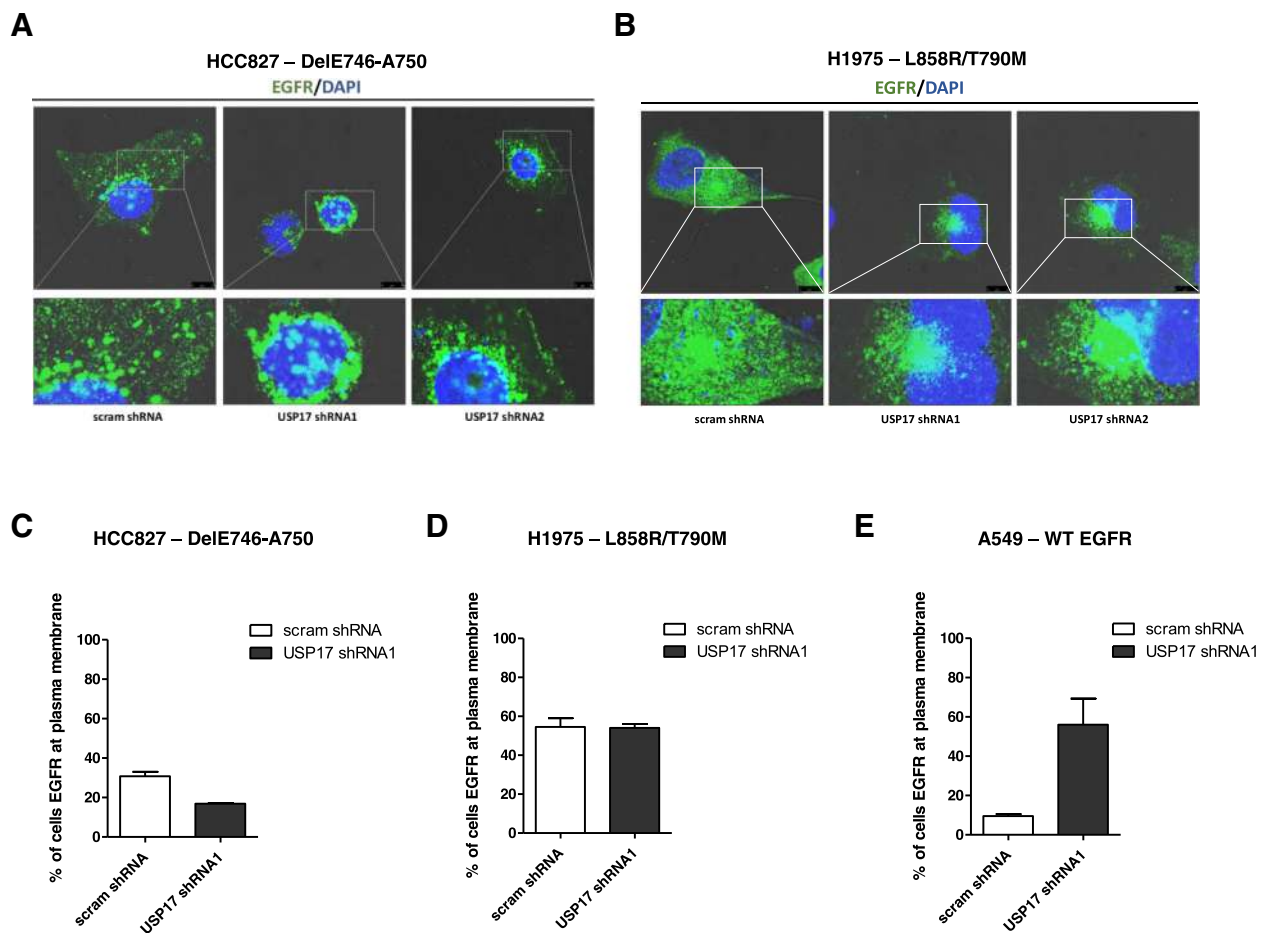 A
HCC827 – DelE746-A750
EGFR/DAPI
scram shRNA
USP17 shRNA1
USP17 shRNA2
B
H1975 – L858R/T790M
EGFR/DAPI
scram shRNA
USP17 shRNA1
USP17 shRNA2
C
HCC827 – DelE746-A750
% of cells EGFR at plasma membrane
100
80
60
40
20
0
scram shRNA
USP17 shRNA1
scram shRNA
USP17 shRNA1
D
H1975 – L858R/T790M
% of cells EGFR at plasma membrane
100
80
60
40
20
0
scram shRNA
USP17 shRNA1
scram shRNA
USP17 shRNA1
E
A549 – WT EGFR
% of cells EGFR at plasma membrane
100
80
60
40
20
0
scram shRNA
USP17 shRNA1
scram shRNA
USP17 shRNA1